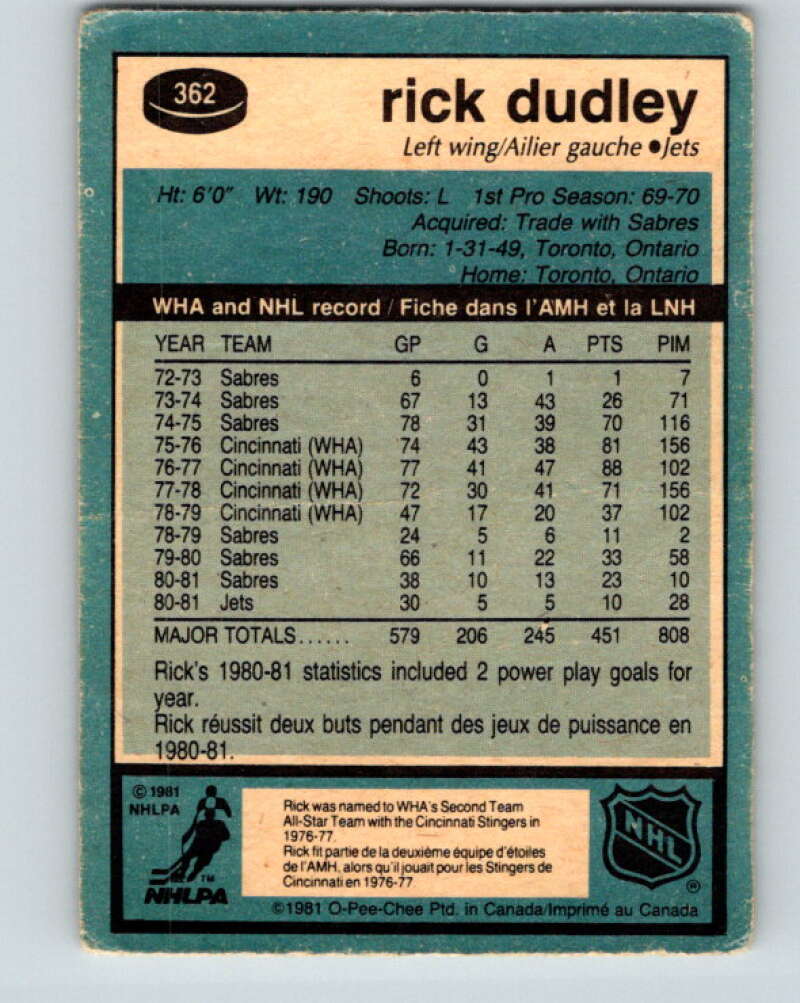 362
rick dudley
Left wing/Ailier gauche ●Jets
Ht: 6'0" Wt: 190 Shoots: L 1st Pro Season: 69-70
Acquired: Trade with Sabres
Born: 1-31-49, Toronto, Ontario
Home: Toronto, Ontario
WHA and NHL record / Fiche dans l'AMH et la LNH
YEAR TEAM GP G A PTS PIM
72-73 Sabres 6 0 1 1 7
73-74 Sabres 67 13 43 26 71
74-75 Sabres 78 31 39 70 116
75-76 Cincinnati (WHA) 74 43 38 81 156
76-77 Cincinnati (WHA) 77 41 47 88 102
77-78 Cincinnati (WHA) 72 30 41 71 156
78-79 Cincinnati (WHA) 47 17 20 37 102
78-79 Sabres 24 5 6 11 2
79-80 Sabres 66 11 22 33 58
80-81 Sabres 38 10 13 23 10
80-81 Jets 30 5 5 10 28
MAJOR TOTALS...... 579 206 245 451 808
Rick's 1980-81 statistics included 2 power play goals for
year.
Rick réussit deux buts pendant des jeux de puissance en
1980-81.
© 1981
NHLPA
TM
NHLPA
Rick was named to WHA's Second Team
All-Star Team with the Cincinnati Stingers in
1976-77.
Rick fit partie de la deuxième équipe d'étoiles
de l'AMH, alors qu'il jouait pour les Stingers de
Cincinnati en 1976-77
NHL
®
©1981 O-Pee-Chee Ptd. in Canada/Imprimé au Canada